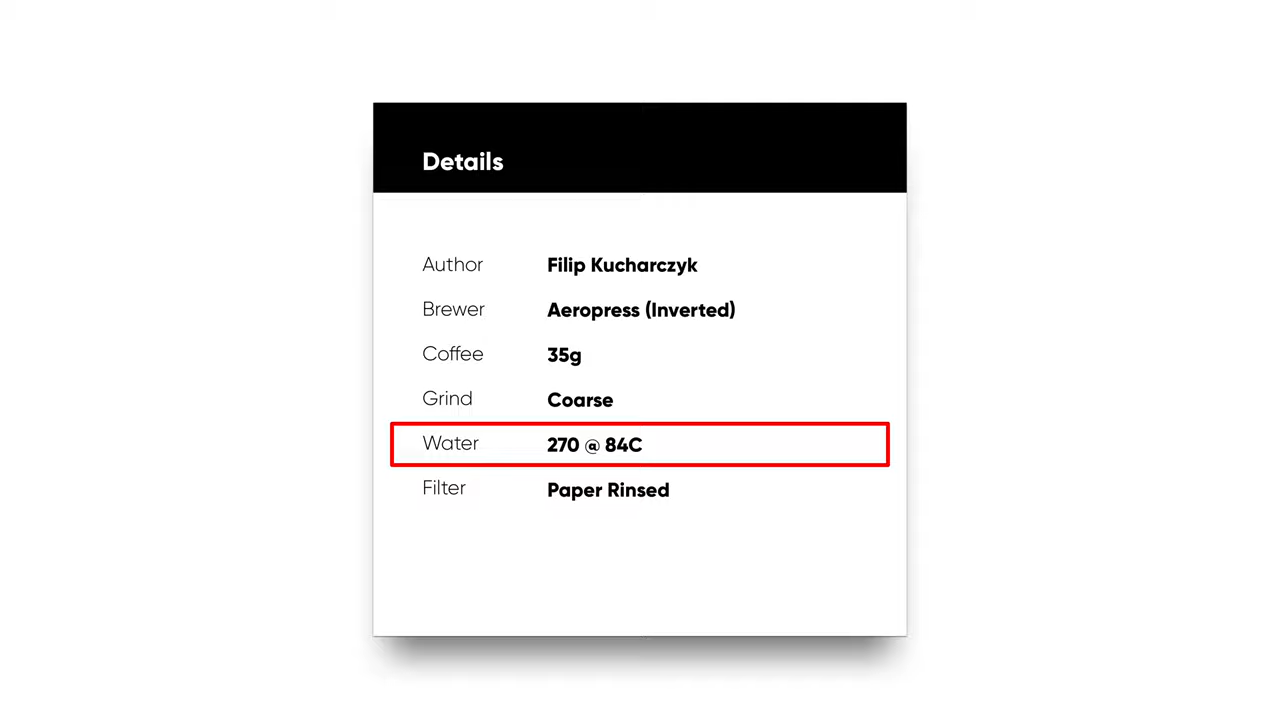 Details
Author Filip Kucharczyk
Brewer Aeropress (Inverted)
Coffee 35g
Grind Coarse
Water 270 @ 84C
Filter Paper Rinsed